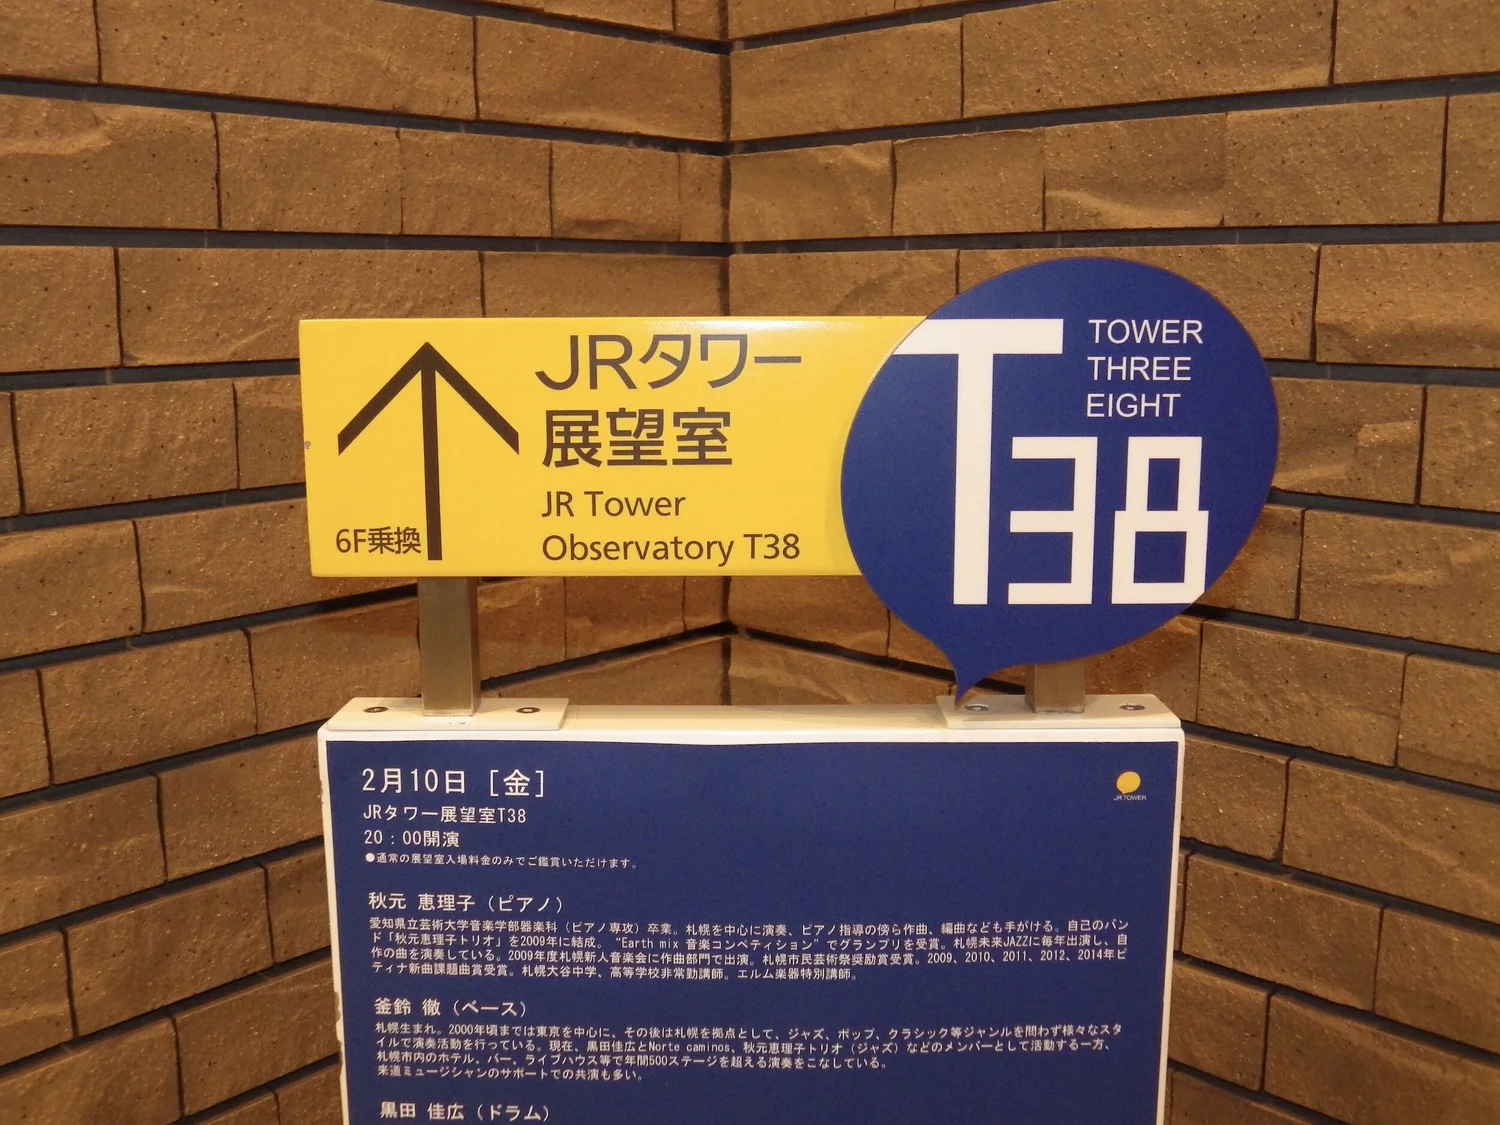 JRタワー
展望室
JR Tower
Observatory T38
6F乗換
TOWER
THREE
EIGHT
T38
2月10日 [金]
JRタワー展望室T38
20:00開演
●通常の展望室入場料金のみでご鑑賞いただけます。
JR TOWER
秋元 恵理子(ピアノ)
愛知県立芸術大学音楽学部器楽科(ピアノ専攻)卒業。札幌を中心に演奏、ピアノ指導の傍ら作曲、編曲なども手がける。自己のバン
ド「秋元恵理子トリオ」を2009年に結成。"Earth mix 音楽コンペティション"でグランプリを受賞。札幌未来JAZZに毎年出演し、自
作の曲を演奏している。2009年度札幌新人音楽会に作曲部門で出演。札幌市民芸術祭奨励賞受賞。2009、2010、2011、2012、2014年ピ
ティナ新曲課題曲賞受賞。札幌大谷中学、高等学校非常勤講師。エルム楽器特別講師。
釜鈴 徹(ベース)
札幌生まれ。2000年頃までは東京を中心に、その後は札幌を拠点として、ジャズ、ポップ、クラシック等ジャンルを問わず様々なスタ
イルで演奏活動を行っている。現在、黒田佳広とNorte caminos、秋元恵理子トリオ(ジャズ)などのメンバーとして活動する一方、
札幌市内のホテル、バー、ライブハウス等で年間500ステージを超える演奏をこなしている。
来道ミュージシャンのサポートでの共演も多い。
黒田 佳広(ドラム)